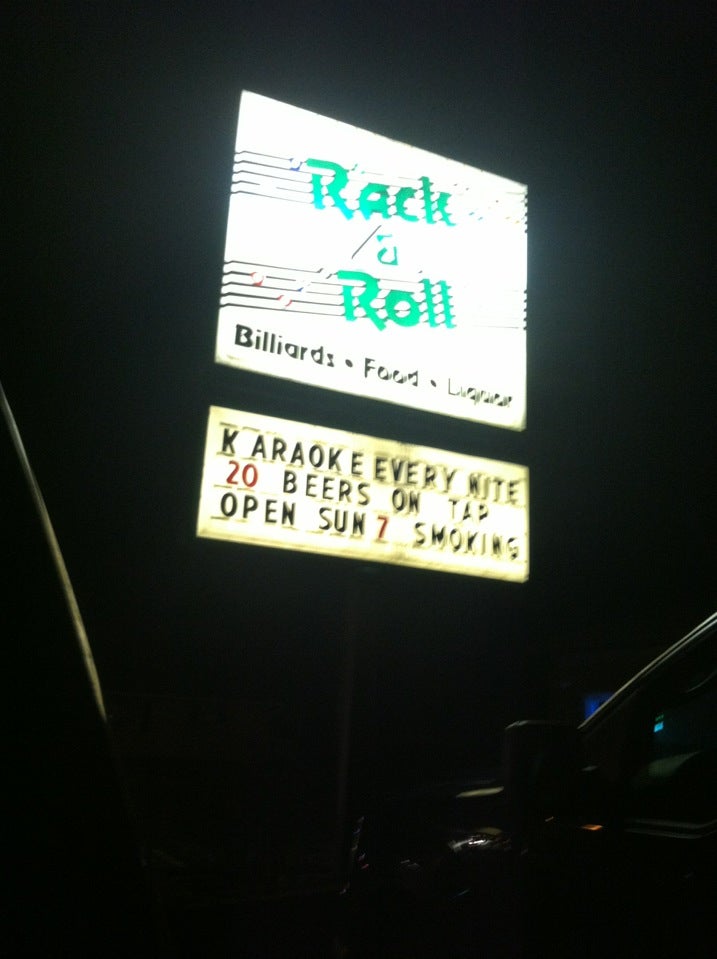 Rack
/a
Roll
Billiards • Food • Liquor
KARAOKE EVERY NITE
20 BEERS ON TAP
OPEN SUN 7 SMOKING